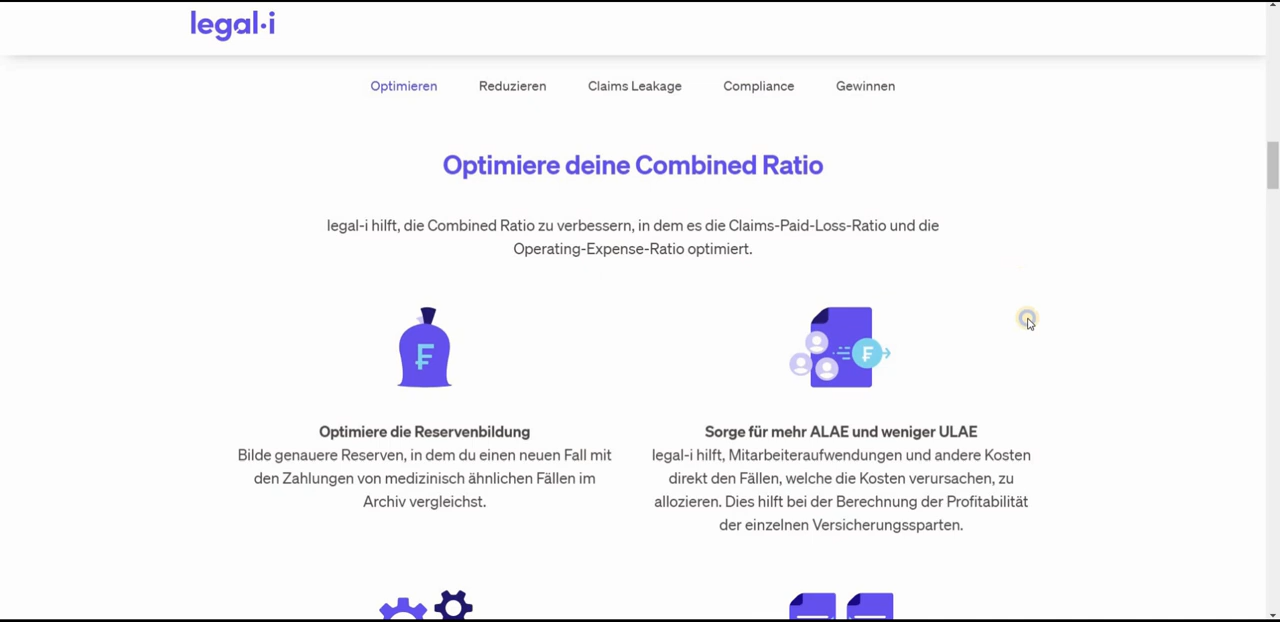 legal·i
Optimieren Reduzieren Claims Leakage Compliance Gewinnen
Optimiere deine Combined Ratio
legal-i hilft, die Combined Ratio zu verbessern, in dem es die Claims-Paid-Loss-Ratio und die
Operating-Expense-Ratio optimiert.
Optimiere die Reservenbildung
Bilde genauere Reserven, in dem du einen neuen Fall mit
den Zahlungen von medizinisch ähnlichen Fällen im
Archiv vergleichst.
Sorge für mehr ALAE und weniger ULAE
legal-i hilft, Mitarbeiteraufwendungen und andere Kosten
direkt den Fällen, welche die Kosten verursachen, zu
allozieren. Dies hilft bei der Berechnung der Profitabilität
der einzelnen Versicherungssparten.